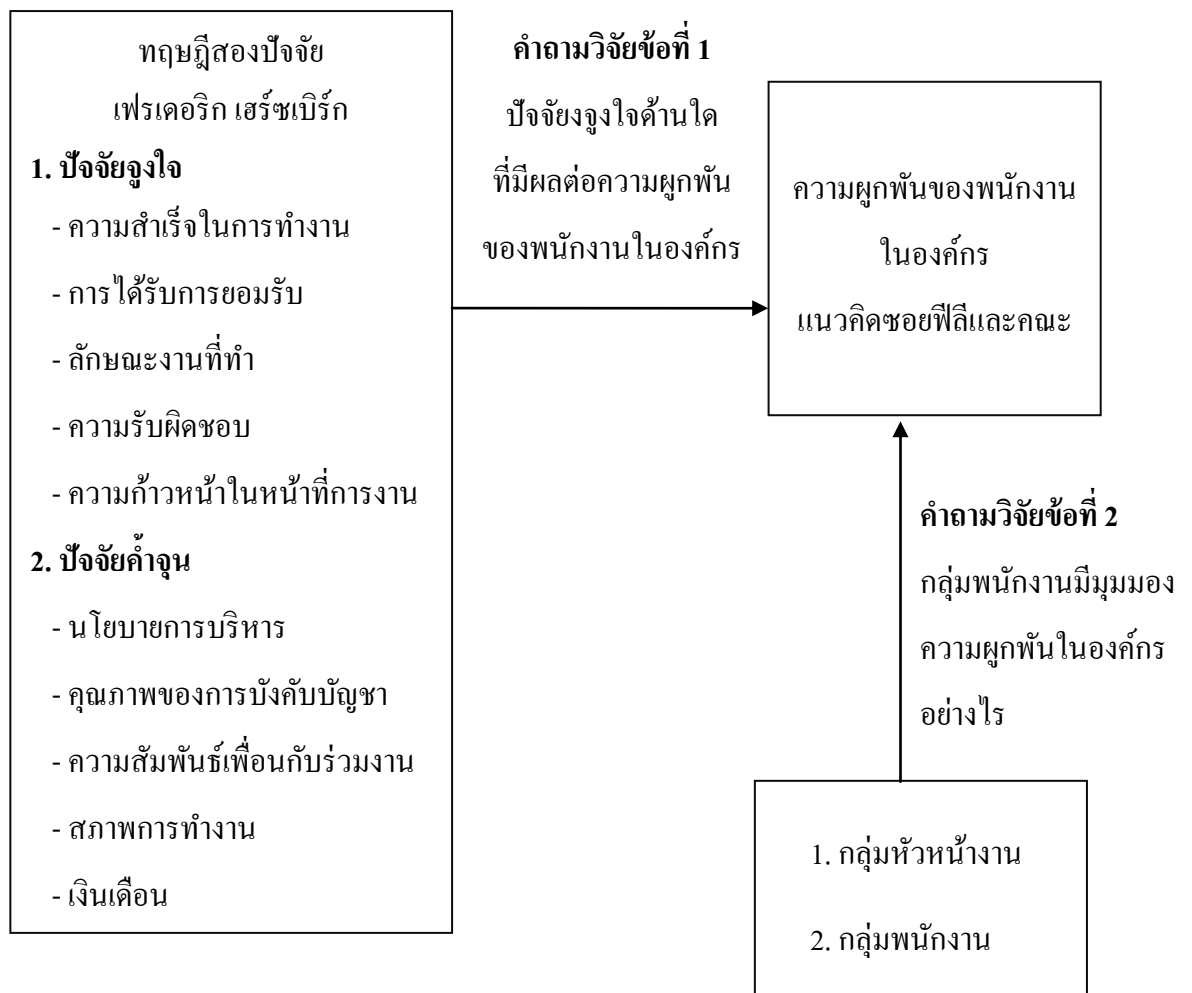 ทฤษฎีสองปัจจัย
เฟรเดอริก เฮร์ซเบิร์ก
1. ปัจจัยจูงใจ
- ความสำเร็จในการทำงาน
- การได้รับการยอมรับ
- ลักษณะงานที่ทำ
- ความรับผิดชอบ
- ความก้าวหน้าในหน้าที่การงาน
2. ปัจจัยค้ำจุน
- นโยบายการบริหาร
- คุณภาพของการบังคับบัญชา
- ความสัมพันธ์เพื่อนกับร่วมงาน
- สภาพการทำงาน
- เงินเดือน
คำถามวิจัยข้อที่ 1
ปัจจัยงจูงใจด้านใด
ที่มีผลต่อความผูกพัน
ของพนักงานในองค์กร
ความผูกพันของพนักงาน
ในองค์กร
แนวคิดซอยฟีลีและคณะ
คำถามวิจัยข้อที่ 2
กลุ่มพนักงานมีมุมมอง
ความผูกพันในองค์กร
อย่างไร
1. กลุ่มหัวหน้างาน
2. กลุ่มพนักงาน